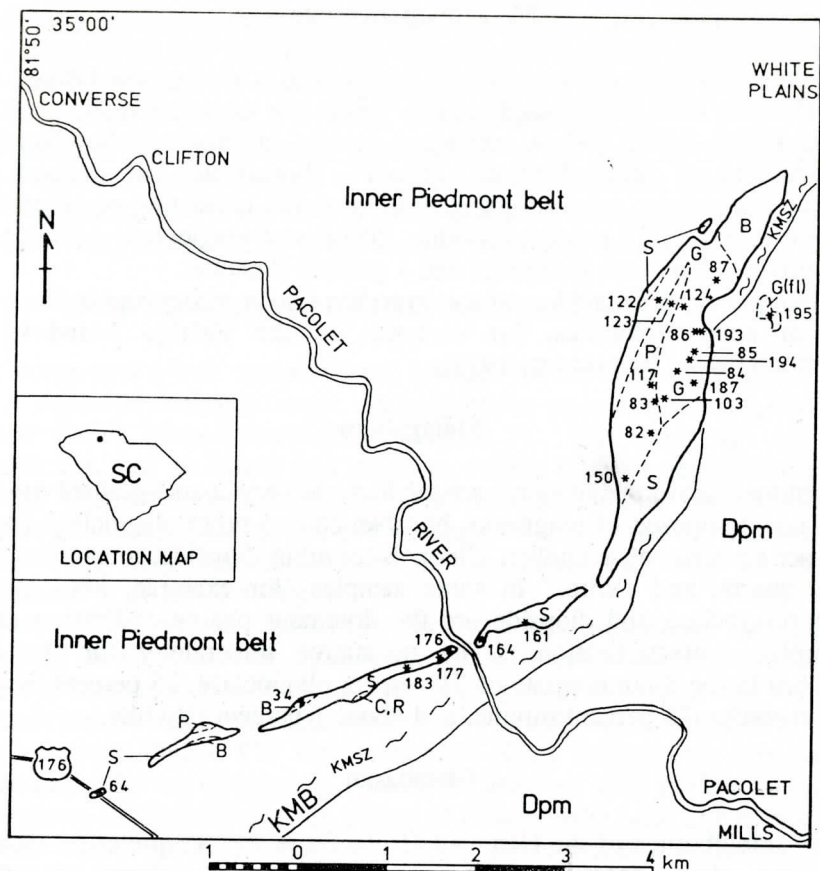 35°00'
81°50'
WHITE
PLAINS
CONVERSE
CLIFTON
Inner Piedmont belt
KMSZ
B
S
G
87
N
G(fl)
122
124
195
123
86
193
PACOLET
P
85
194
117
84
G
187
83
103
82
SC
150
S
RIVER
Dpm
LOCATION MAP
Inner Piedmont belt
176
S
161
164
S
177
183
34
B
C,R
P
S
B
KMSZ
176
64
KMB
Dpm
PACOLET
MILLS
1 0 1 2 3 4 km